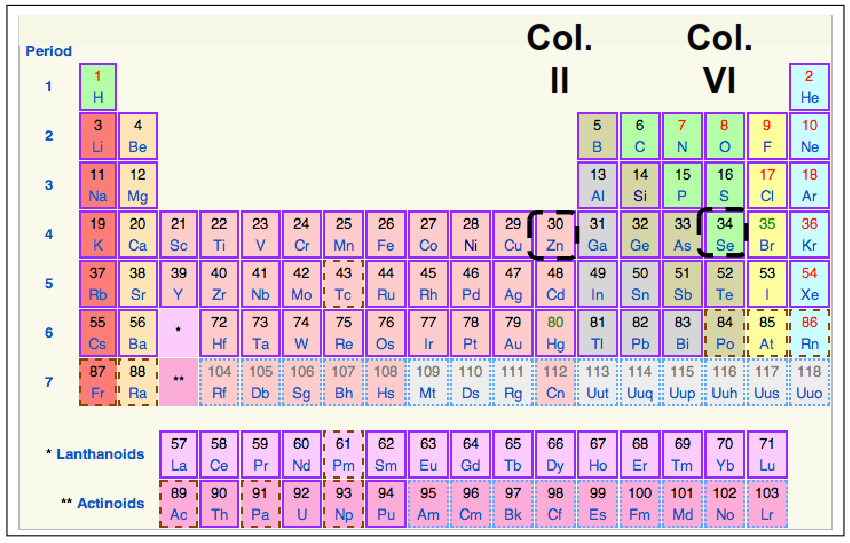 Col. Col.
II VI
Period
1 2
1 H He
3 4 5 6 7 8 9 10
2 Li Be B C N O F Ne
11 12 13 14 15 16 17 18
3 Na Mg Al Si P S Cl Ar
19 20 21 22 23 24 25 26 27 28 29 30 31 32 33 34 35 36
4 K Ca Sc Ti V Cr Mn Fe Co Ni Cu Zn Ga Ge As Se Br Kr
37 38 39 40 41 42 43 44 45 46 47 48 49 50 51 52 53 54
5 Rb Sr Y Zr Nb Mo Tc Ru Rh Pd Ag Cd In Sn Sb Te I Xe
55 56 * 72 73 74 75 76 77 78 79 80 81 82 83 84 85 86
6 Cs Ba Hf Ta W Re Os Ir Pt Au Hg Tl Pb Bi Po At Rn
87 88 ** 104 105 106 107 108 109 110 111 112 113 114 115 116 117 118
7 Fr Ra Rf Db Sg Bh Hs Mt Ds Rg Cn Uut Uuq Uup Uuh Uus Uuo
57 58 59 60 61 62 63 64 65 66 67 68 69 70 71
* Lanthanoids La Ce Pr Nd Pm Sm Eu Gd Tb Dy Ho Er Tm Yb Lu
89 90 91 92 93 94 95 96 97 98 99 100 101 102 103
** Actinoids Ac Th Pa U Np Pu Am Cm Bk Cf Es Fm Md No Lr